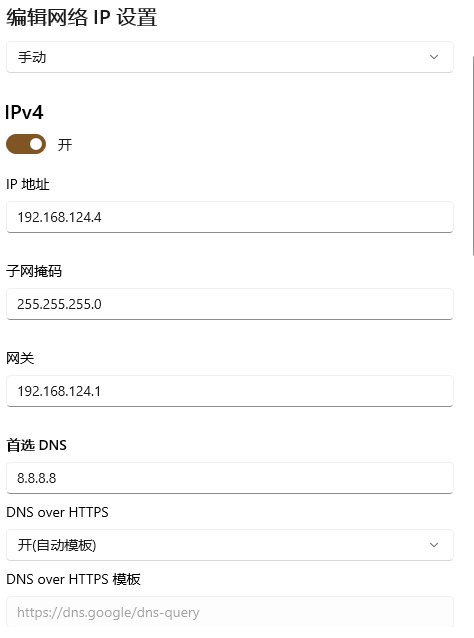 编辑网络 IP 设置
手动
IPv4
开
IP 地址
192.168.124.4
子网掩码
255.255.255.0
网关
192.168.124.1
首选 DNS
8.8.8.8
DNS over HTTPS
开(自动模板)
DNS over HTTPS 模板
https://dns.google/dns-query